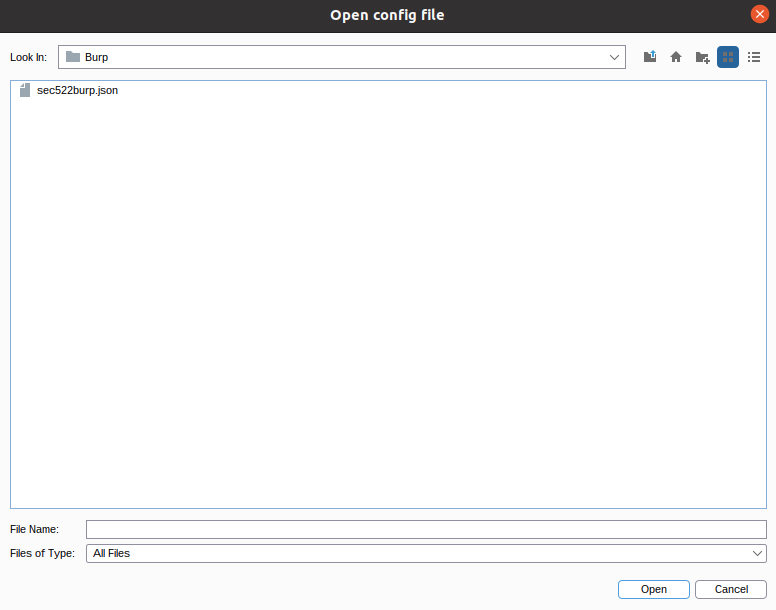 Open config file
Look In: Burp
sec522burp.json
File Name:
Files of Type: All Files
Open Cancel